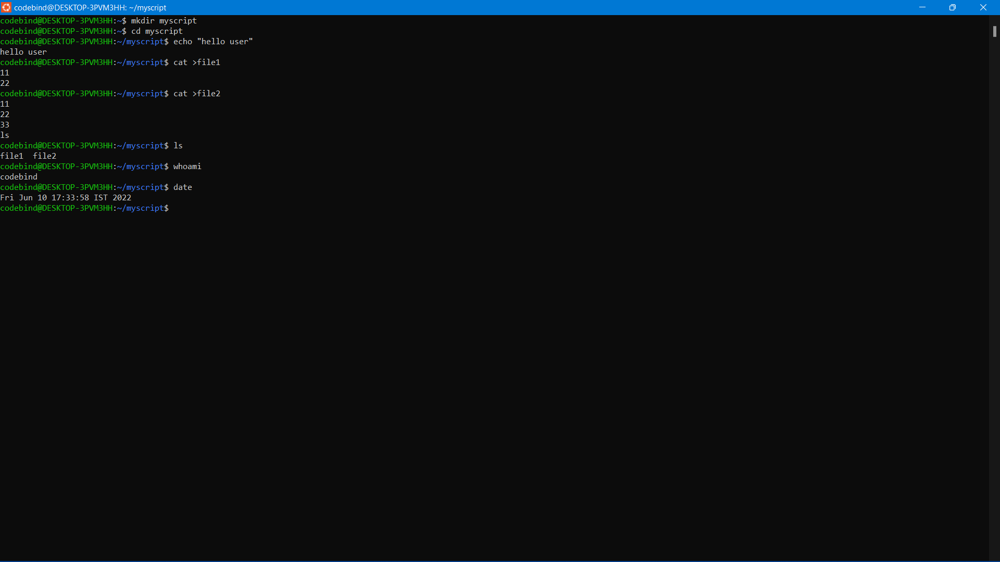 codebind@DESKTOP-3PVM3HH: ~/myscript
codebind@DESKTOP-3PVM3HH:~$ mkdir myscript
codebind@DESKTOP-3PVM3HH:~$ cd myscript
codebind@DESKTOP-3PVM3HH:~/myscript$ echo "hello user"
hello user
codebind@DESKTOP-3PVM3HH:~/myscript$ cat >file1
11
22
codebind@DESKTOP-3PVM3HH:~/myscript$ cat >file2
11
22
33
ls
codebind@DESKTOP-3PVM3HH:~/myscript$ ls
file1  file2
codebind@DESKTOP-3PVM3HH:~/myscript$ whoami
codebind
codebind@DESKTOP-3PVM3HH:~/myscript$ date
Fri Jun 10 17:33:58 IST 2022
codebind@DESKTOP-3PVM3HH:~/myscript$